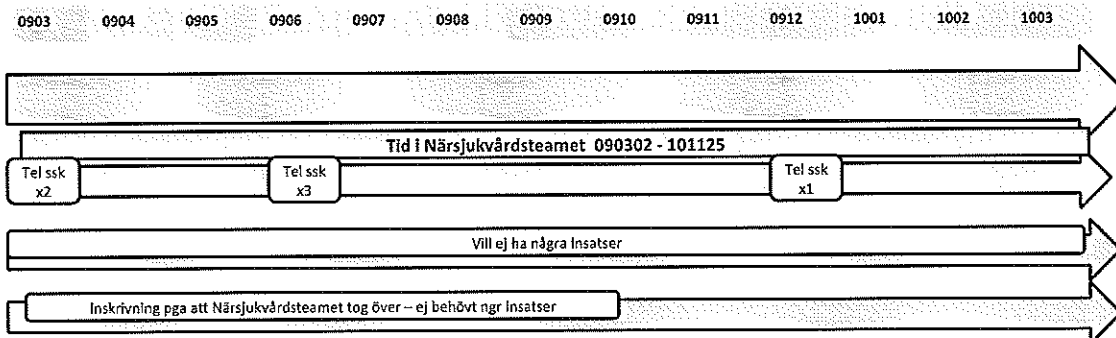 0903 0904 0905 0906 0907 0908 0909 0910 0911 0912 1001 1002 1003
Tid i Närsjukvårdsteamet 090302 - 101125
Tel ssk
x2
Tel ssk
x3
Tel ssk
x1
Vill ej ha några Insatser
Inskrivning pga att Närsjukvårdsteamet tog över – ej behövt ngr Insatser